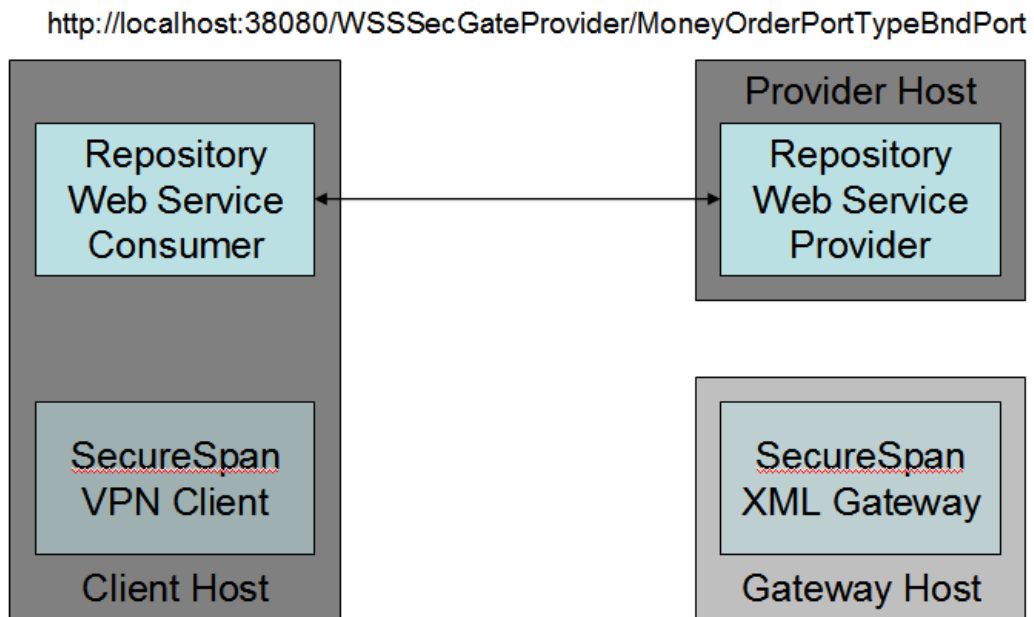 http://localhost:38080/WSSSecGateProvider/MoneyOrderPortTypeBndPort
Provider Host
Repository
Web Service
Consumer
Repository
Web Service
Provider
SecureSpan
VPN Client
Client Host
SecureSpan
XML Gateway
Gateway Host